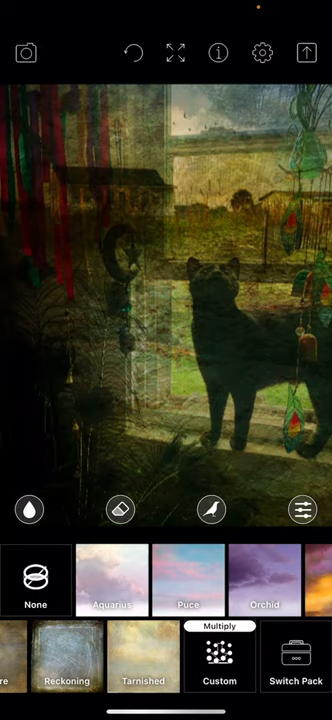 None
Aquarius
Puce
Orchid
re
Reckoning
Tarnished
Multiply
Custom
Switch Pack